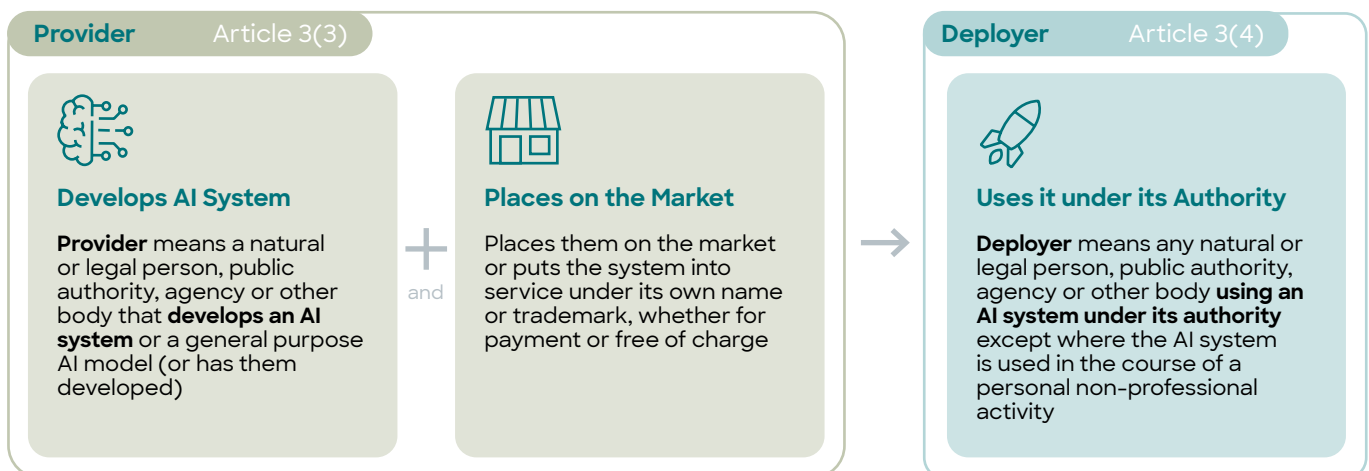 Provider Article 3(3)
Develops AI System
Provider means a natural
or legal person, public
authority, agency or other
body that develops an AI
system or a general purpose
AI model (or has them
developed)
and
Places on the Market
Places them on the market
or puts the system into
service under its own name
or trademark, whether for
payment or free of charge
Deployer Article 3(4)
Uses it under its Authority
Deployer means any natural or
legal person, public authority,
agency or other body using an
AI system under its authority
except where the AI system
is used in the course of a
personal non-professional
activity